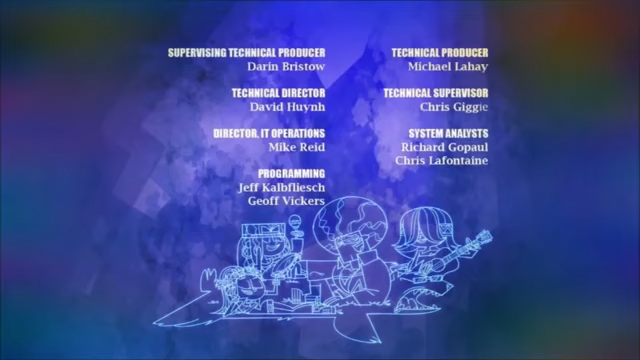 SUPERVISING TECHNICAL PRODUCER
Darin Bristow
TECHNICAL DIRECTOR
David Huynh
DIRECTOR, IT OPERATIONS
Mike Reid
PROGRAMMING
Jeff Kalbfliesch
Geoff Vickers
TECHNICAL PRODUCER
Michael Lahay
TECHNICAL SUPERVISOR
Chris Giggie
SYSTEM ANALYSTS
Richard Gopaul
Chris Lafontaine